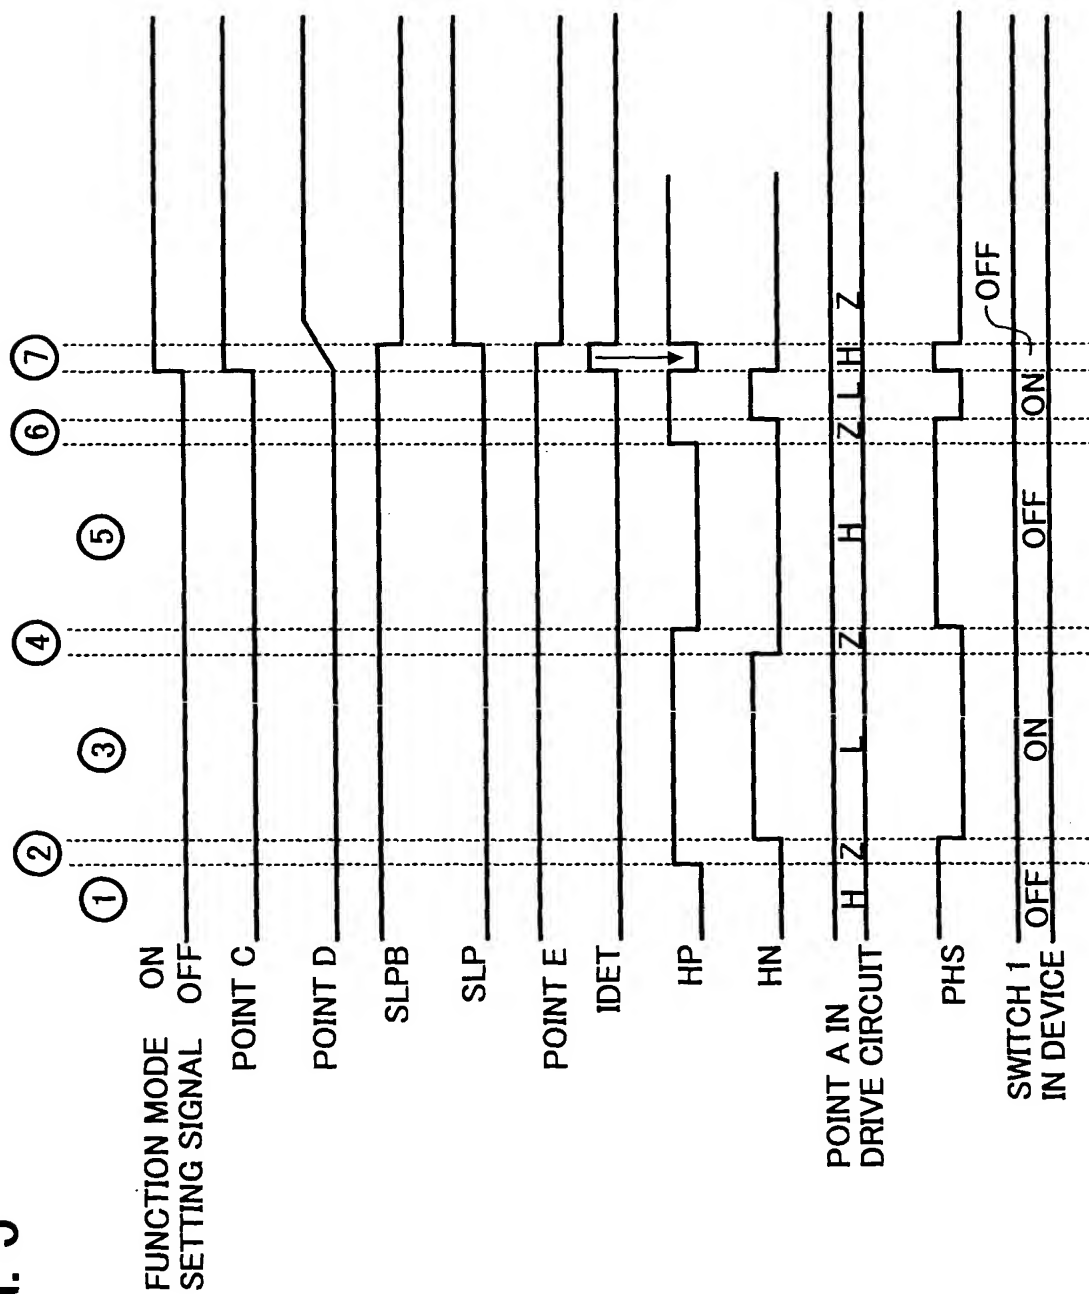 ② ④ ⑥ ⑦
① ③ ⑤
FUNCTION MODE ON
SETTING SIGNAL OFF
POINT C
POINT D
SLPB
SLP
POINT E
IDET
HP
HN
POINT A IN
DRIVE CIRCUIT
H Z L Z H Z L H Z
PHS
OFF
SWITCH 1
IN DEVICE
OFF ON OFF ON